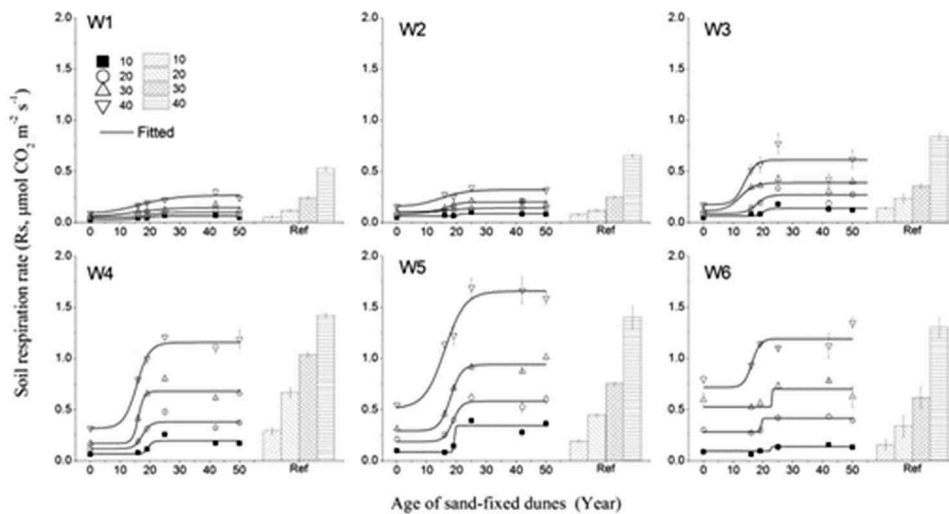 W1
W2
W3
2.0
1.5
1.0
0.5
0.0
10
20
30
40
10
20
30
40
Fitted
0 10 20 30 40 50 Ref
2.0
1.5
1.0
0.5
0.0
0 10 20 30 40 50 Ref
2.0
1.5
1.0
0.5
0.0
0 10 20 30 40 50 Ref
W4
W5
W6
2.0
1.5
1.0
0.5
0.0
0 10 20 30 40 50 Ref
2.0
1.5
1.0
0.5
0.0
0 10 20 30 40 50 Ref
2.0
1.5
1.0
0.5
0.0
0 10 20 30 40 50 Ref
Soil respiration rate (Rs, μmol CO₂ m⁻² s⁻¹)
Age of sand-fixed dunes (Year)